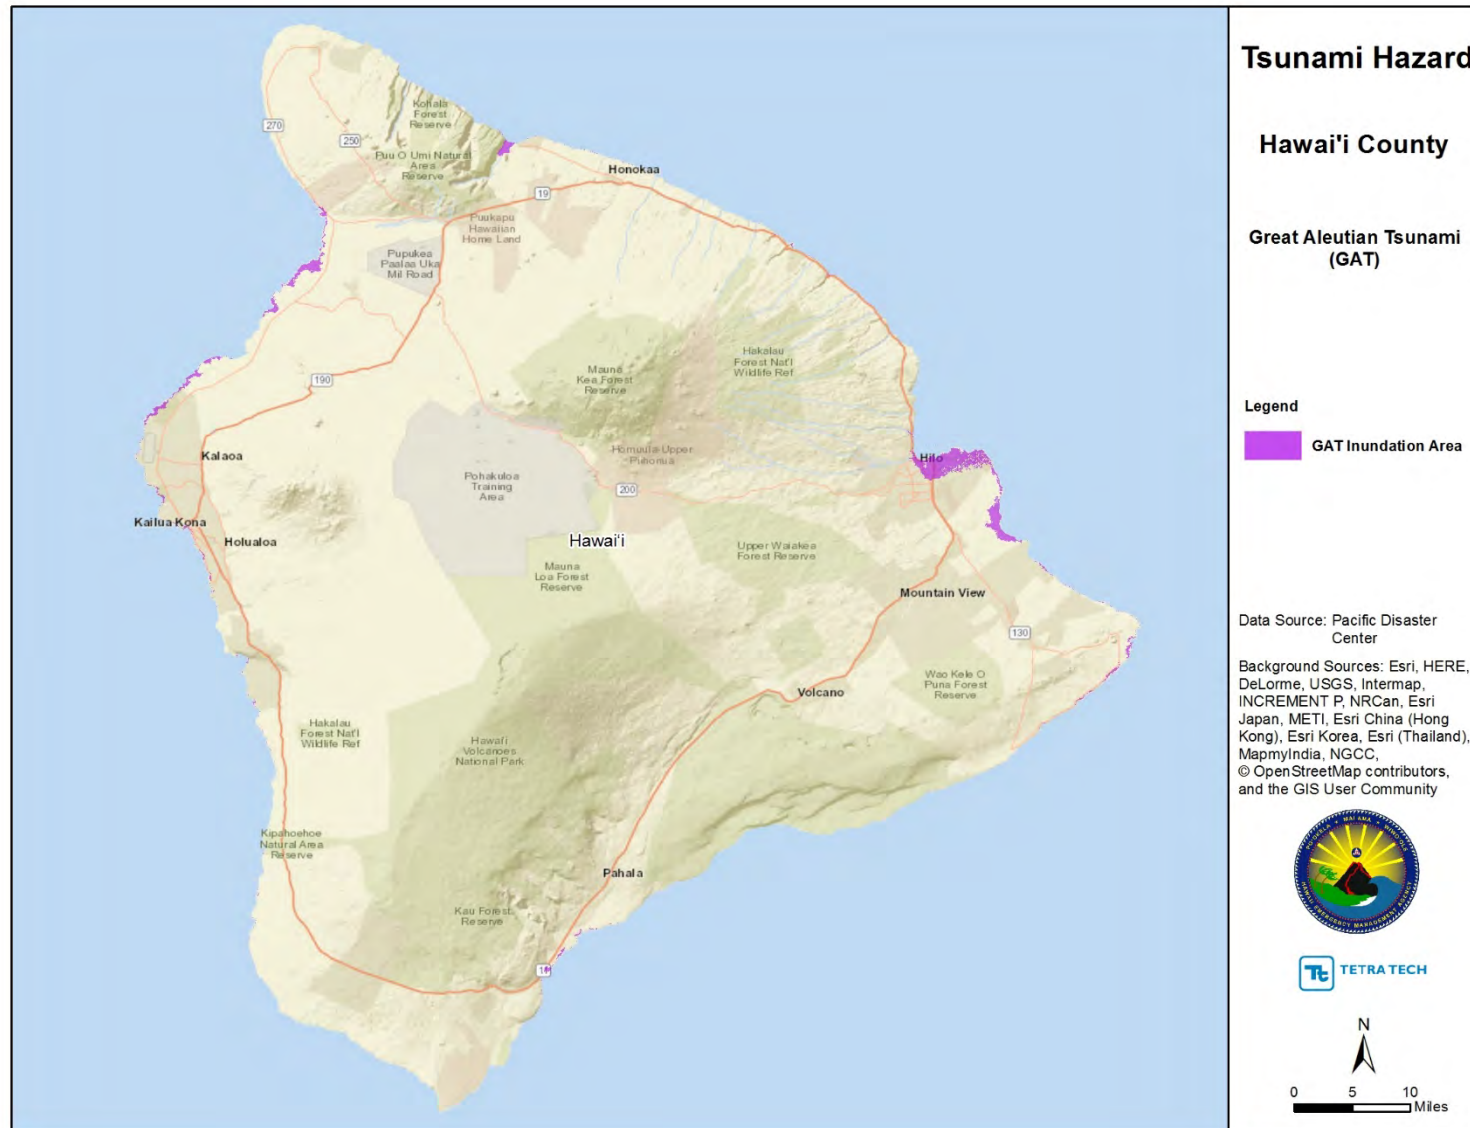 Tsunami Hazard
Hawai'i County
Great Aleutian Tsunami
(GAT)
Legend
GAT Inundation Area
Data Source: Pacific Disaster
Center
Background Sources: Esri, HERE,
DeLorme, USGS, Intermap,
INCREMENT P, NRCan, Esri
Japan, METI, Esri China (Hong
Kong), Esri Korea, Esri (Thailand),
MapmyIndia, NGCC,
© OpenStreetMap contributors,
and the GIS User Community
HAWAII EMERGENCY MANAGEMENT AGENCY
Tt TETRA TECH
N
0 5 10
Miles
Kohala
Forest
Reserve
270
250
Puu O Umi Natural
Area
Reserve
Honokaa
19
Puukapu
Hawaiian
Home Land
Pupukea
Paalaa Uka
Mil Road
Hakalau
Forest Nat'l
Wildlife Ref
Mauna
Kea Forest
Reserve
190
Kalaoa
Hilo
Pohakuloa
Training
Area
200
Kailua Kona
Holualoa
Hawai'i
Upper Waiakea
Forest Reserve
Mauna
Loa Forest
Reserve
Mountain View
130
Wao Kele O
Puna Forest
Reserve
Volcano
Hakalau
Forest Nat'l
Wildlife Ref
Hawai'i
Volcanoes
National Park
Kipahoehoe
Natural Area
Reserve
Pahala
Kau Forest
Reserve